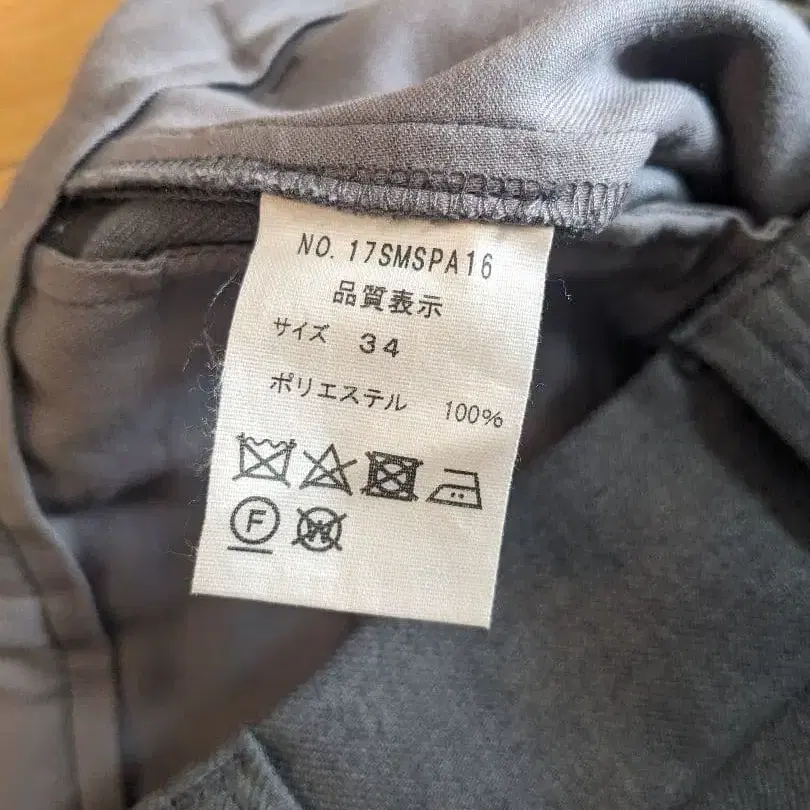 NO. 17SMSPA16
品質表示
サイズ 34
ポリエステル 100%
F
W